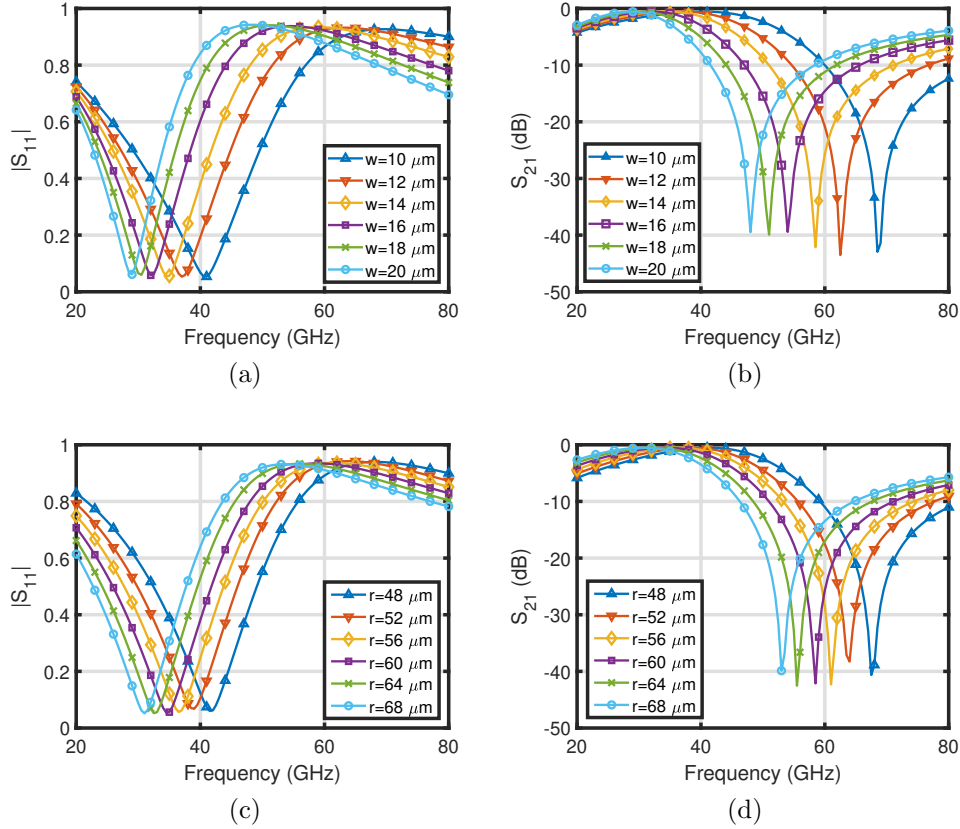 1
0.8
0.6
0.4
0.2
0
|S11|
w=10 μm
w=12 μm
w=14 μm
w=16 μm
w=18 μm
w=20 μm
20 40 60 80
Frequency (GHz)
(a)
0
-10
-20
-30
-40
-50
S21 (dB)
w=10 μm
w=12 μm
w=14 μm
w=16 μm
w=18 μm
w=20 μm
20 40 60 80
Frequency (GHz)
(b)
1
0.8
0.6
0.4
0.2
0
|S11|
r=48 μm
r=52 μm
r=56 μm
r=60 μm
r=64 μm
r=68 μm
20 40 60 80
Frequency (GHz)
(c)
0
-10
-20
-30
-40
-50
S21 (dB)
r=48 μm
r=52 μm
r=56 μm
r=60 μm
r=64 μm
r=68 μm
20 40 60 80
Frequency (GHz)
(d)